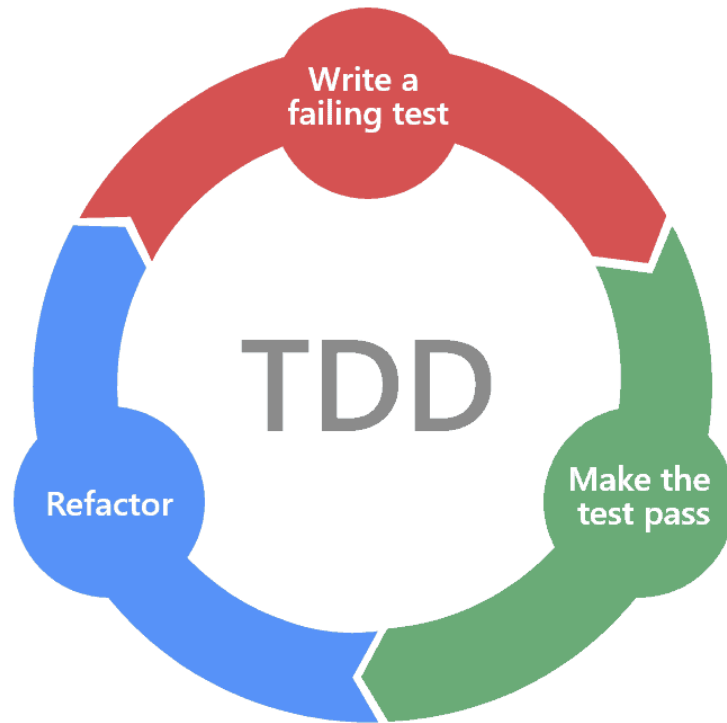 Write a
failing test
TDD
Make the
test pass
Refactor